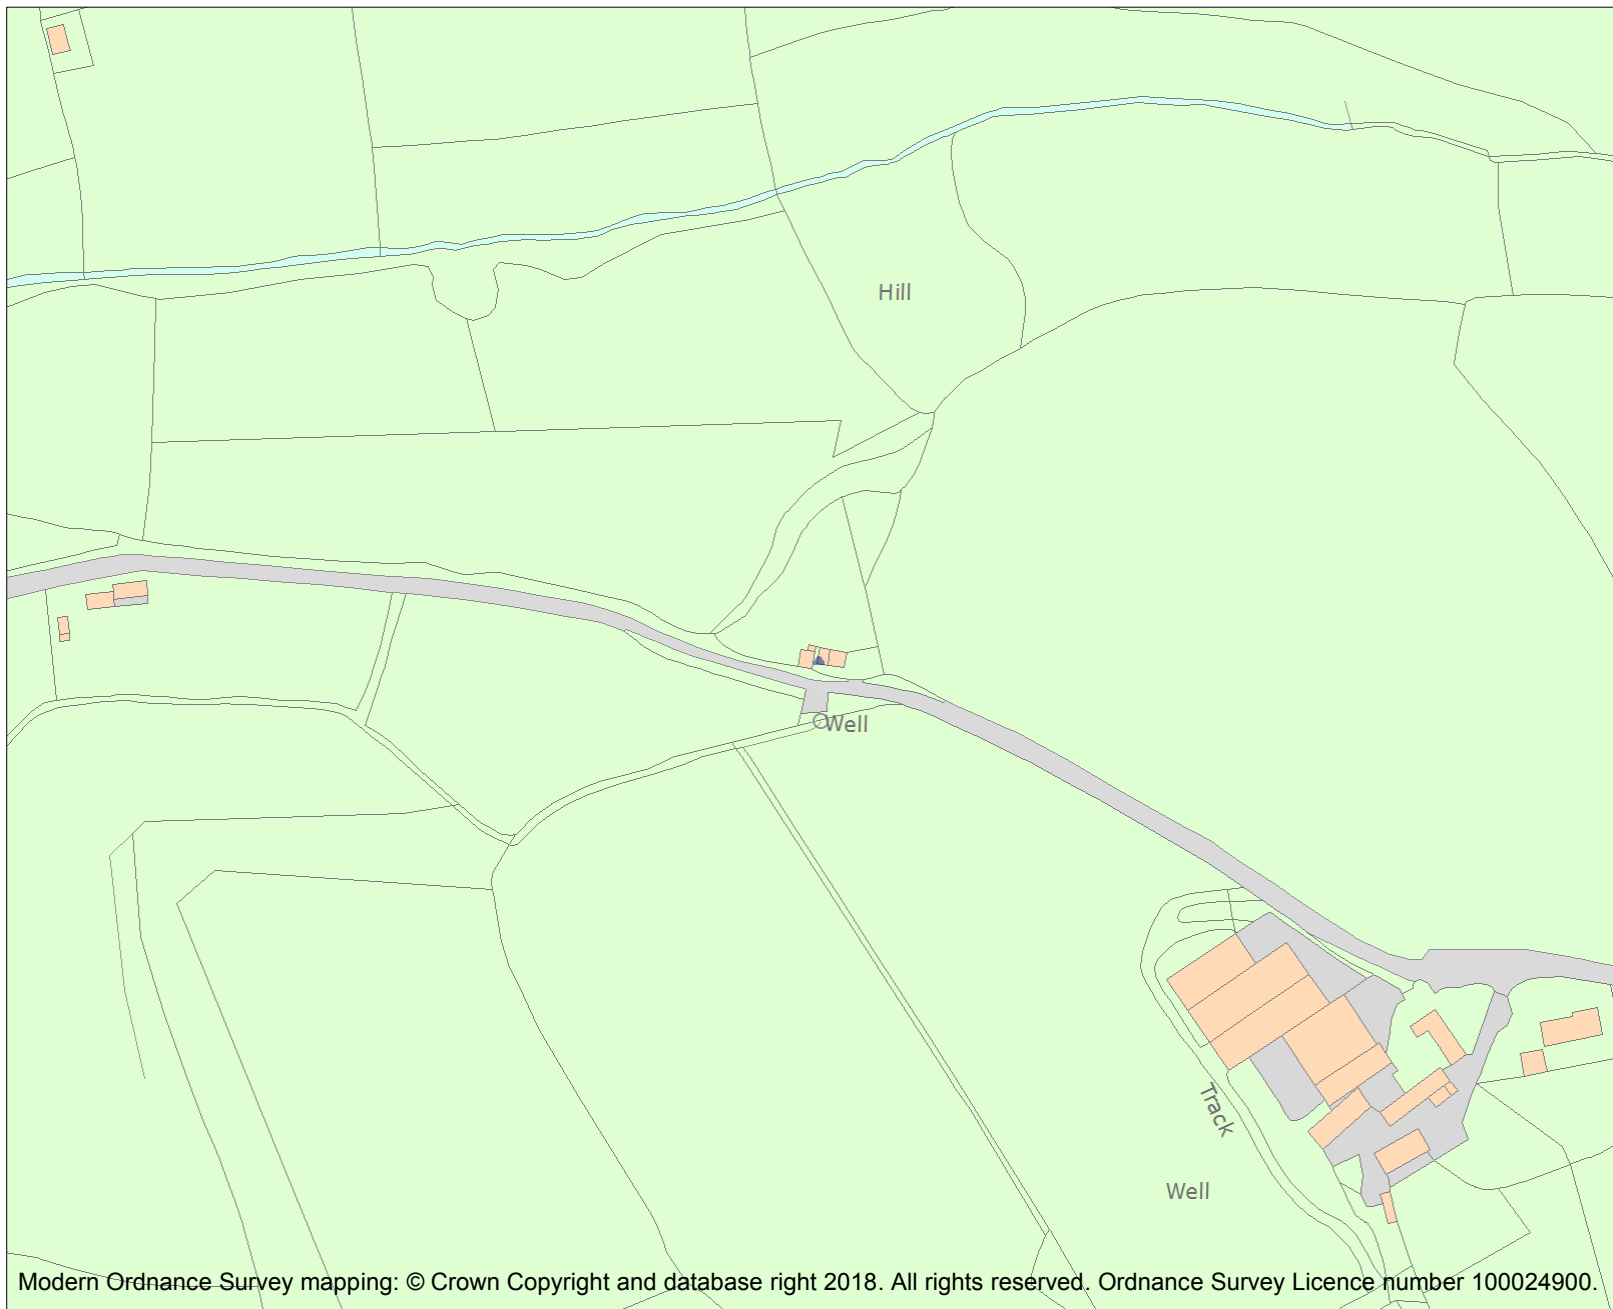 Hill
Well
Track
Well
Modern Ordnance Survey mapping: © Crown Copyright and database right 2018. All rights reserved. Ordnance Survey Licence number 100024900.